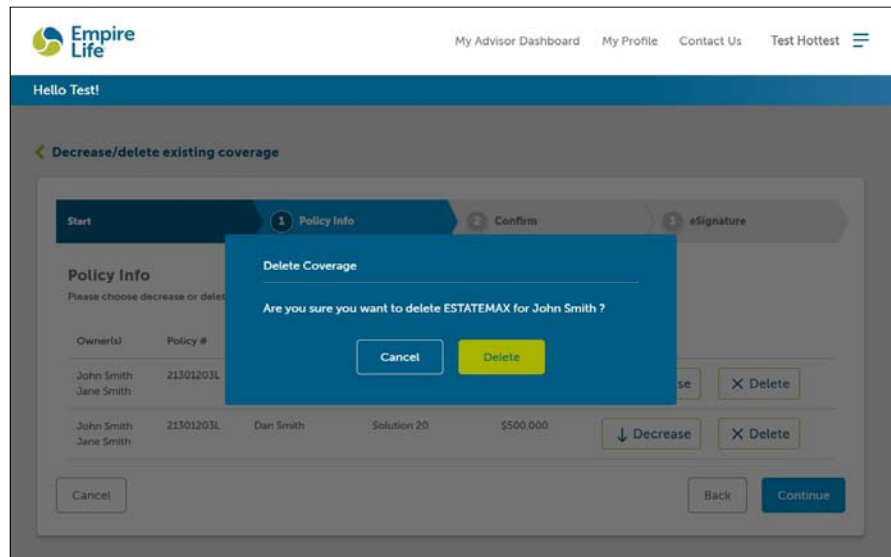 Empire
Life
My Advisor Dashboard My Profile Contact Us Test Hottest
Hello Test!
Decrease/delete existing coverage
Start 1 Policy Info 2 Confirm 3 eSignature
Policy Info
Please choose decrease or delet
Delete Coverage
Are you sure you want to delete ESTATEMAX for John Smith ?
Cancel Delete
Owner(s) Policy #
John Smith 21301203L se Delete
Jane Smith
John Smith 21301203L Dan Smith Solution 20 $500,000 Decrease Delete
Jane Smith
Cancel Back Continue